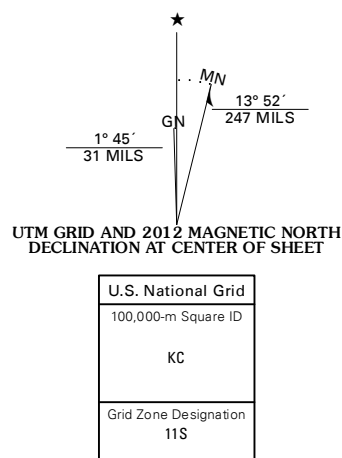 MN
GN
13° 52´
247 MILS
1° 45´
31 MILS
UTM GRID AND 2012 MAGNETIC NORTH
DECLINATION AT CENTER OF SHEET
U.S. National Grid
100,000-m Square ID
KC
Grid Zone Designation
11S